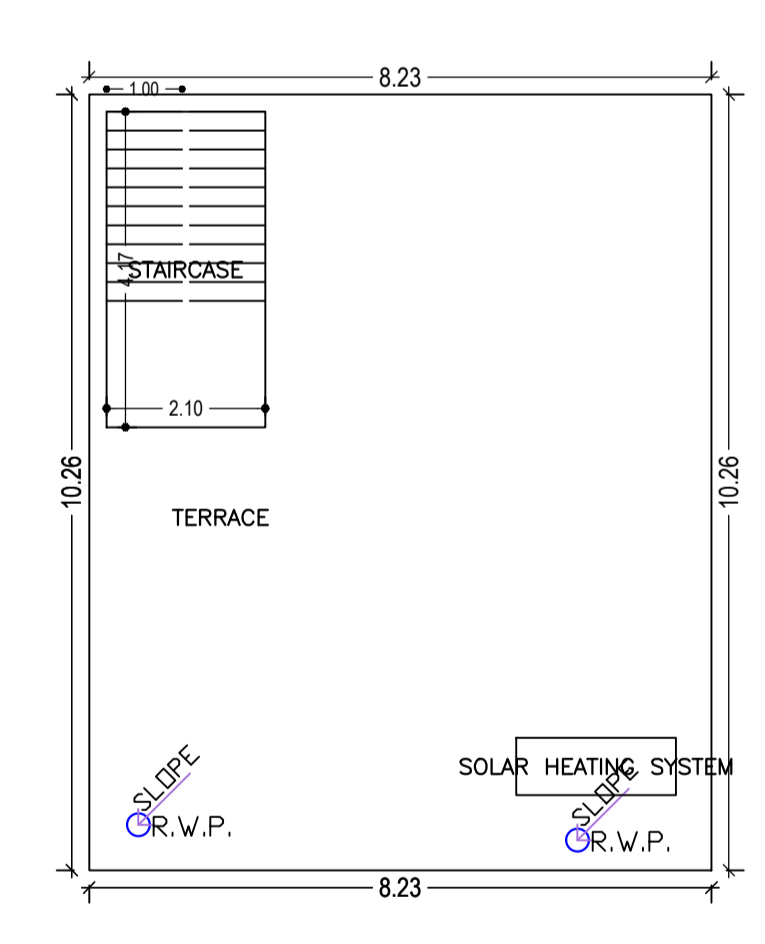 8.23
1.00
4.17
STAIRCASE
2.10
10.26
10.26
TERRACE
SLOPE
SOLAR HEATING SYSTEM
SLOPE
R.W.P.
R.W.P.
8.23